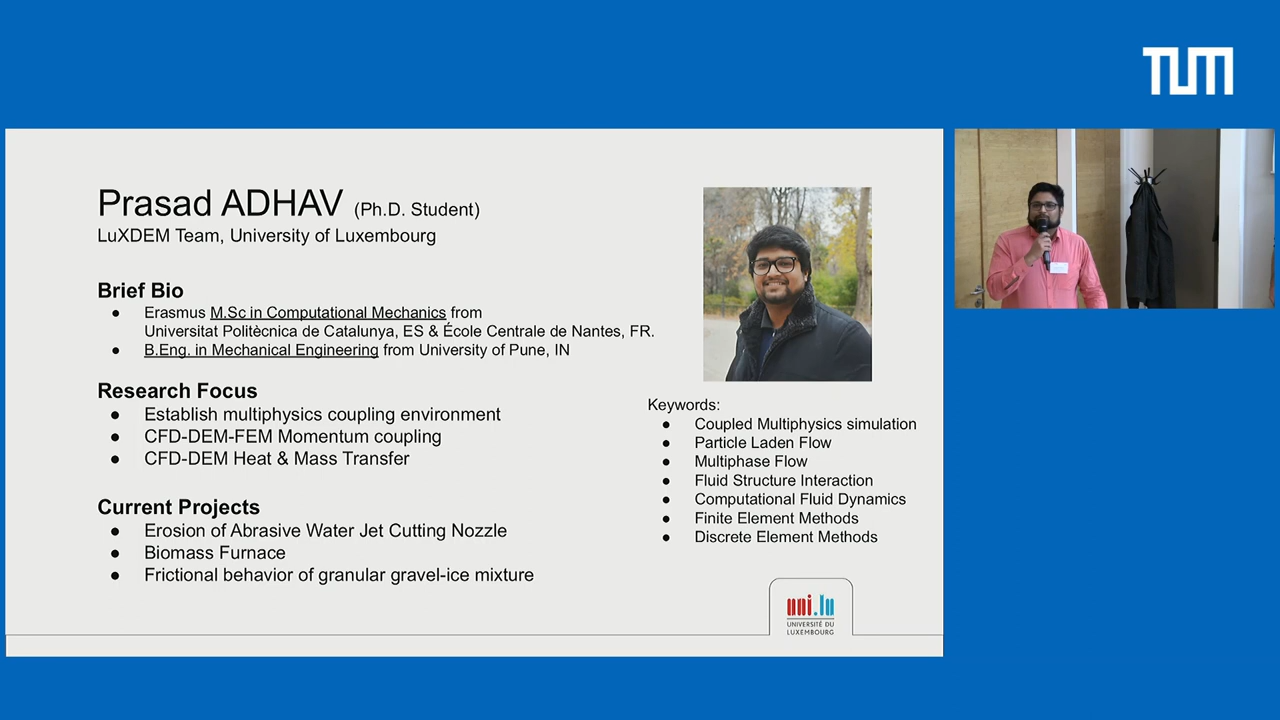 TUM
Prasad ADHAV (Ph.D. Student)
LuXDEM Team, University of Luxembourg
Brief Bio
● Erasmus M.Sc in Computational Mechanics from
Universitat Politècnica de Catalunya, ES & École Centrale de Nantes, FR.
● B.Eng. in Mechanical Engineering from University of Pune, IN
Research Focus
● Establish multiphysics coupling environment
● CFD-DEM-FEM Momentum coupling
● CFD-DEM Heat & Mass Transfer
Current Projects
● Erosion of Abrasive Water Jet Cutting Nozzle
● Biomass Furnace
● Frictional behavior of granular gravel-ice mixture
Keywords:
● Coupled Multiphysics simulation
● Particle Laden Flow
● Multiphase Flow
● Fluid Structure Interaction
● Computational Fluid Dynamics
● Finite Element Methods
● Discrete Element Methods
uni.lu
UNIVERSITÉ DU
LUXEMBOURG